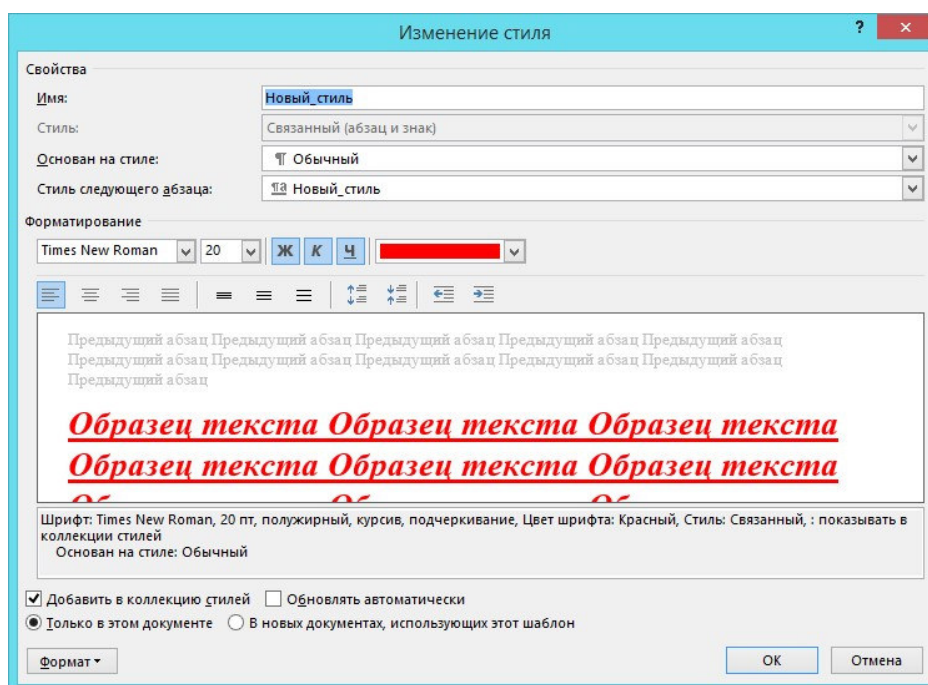 Изменение стиля
?
Свойства
Имя: Новый_стиль
Стиль: Связанный (абзац и знак)
Основан на стиле: ¶ Обычный
Стиль следующего абзаца: ¶a Новый_стиль
Форматирование
Times New Roman 20 Ж К Ч
Предыдущий абзац Предыдущий абзац Предыдущий абзац Предыдущий абзац Предыдущий абзац
Предыдущий абзац Предыдущий абзац Предыдущий абзац Предыдущий абзац Предыдущий абзац
Предыдущий абзац
Образец текста Образец текста Образец текста
Образец текста Образец текста Образец текста
Шрифт: Times New Roman, 20 пт, полужирный, курсив, подчеркивание, Цвет шрифта: Красный, Стиль: Связанный, : показывать в
коллекции стилей
Основан на стиле: Обычный
Добавить в коллекцию стилей Обновлять автоматически
Только в этом документе В новых документах, использующих этот шаблон
Формат ОК Отмена